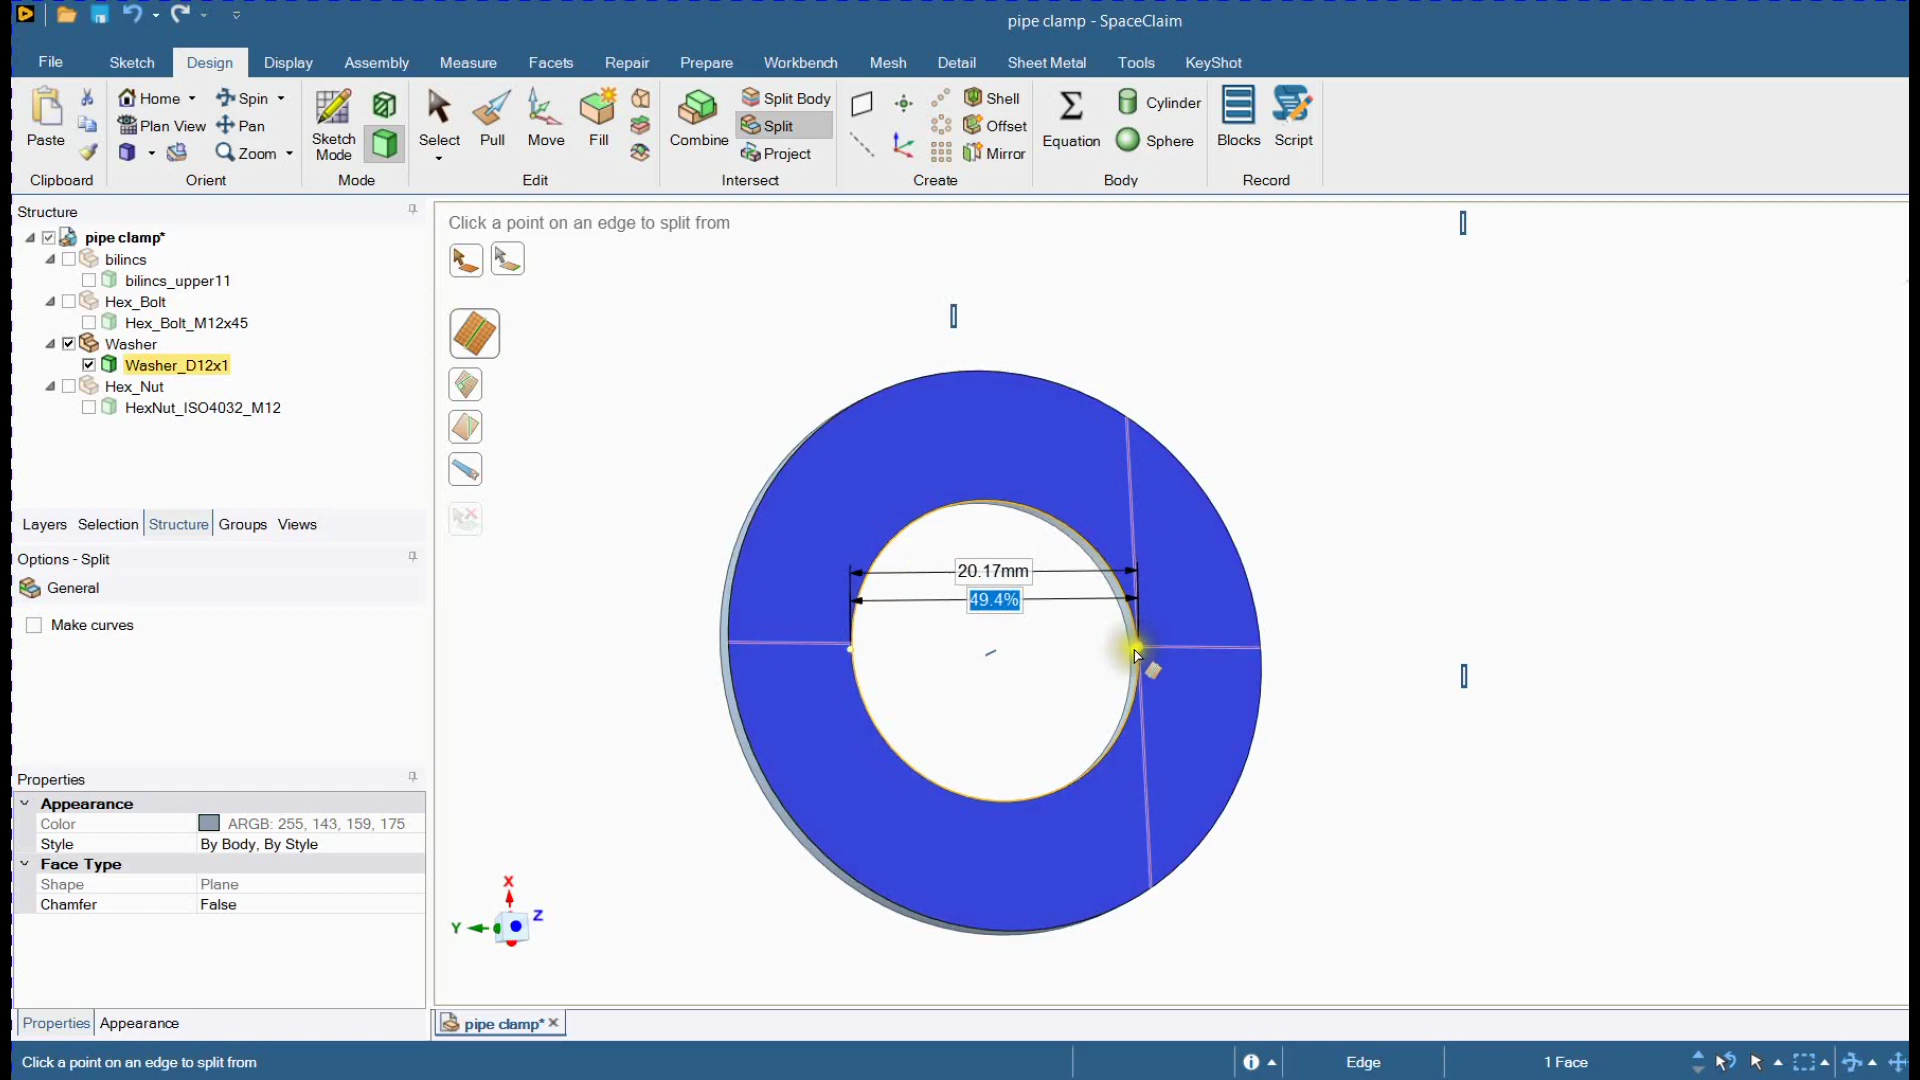 pipe clamp - SpaceClaim
File Sketch Design Display Assembly Measure Facets Repair Prepare Workbench Mesh Detail Sheet Metal Tools KeyShot
Paste
Clipboard
Home Spin
Plan View Pan
Zoom
Orient
Sketch
Mode
Mode
Select Pull Move Fill
Edit
Combine
Split Body
Split
Project
Intersect
Shell
Offset
Mirror
Create
Equation
Cylinder
Sphere
Body
Blocks Script
Record
Structure
pipe clamp*
bilincs
bilincs_upper11
Hex_Bolt
Hex_Bolt_M12x45
Washer
Washer_D12x1
Hex_Nut
HexNut_ISO4032_M12
Layers Selection Structure Groups Views
Options - Split
General
Make curves
Properties
Appearance
Color ARGB: 255, 143, 159, 175
Style By Body, By Style
Face Type
Shape Plane
Chamfer False
Properties Appearance
Click a point on an edge to split from
20.17mm
49.4%
X
Y
Z
pipe clamp*
Click a point on an edge to split from
Edge
1 Face